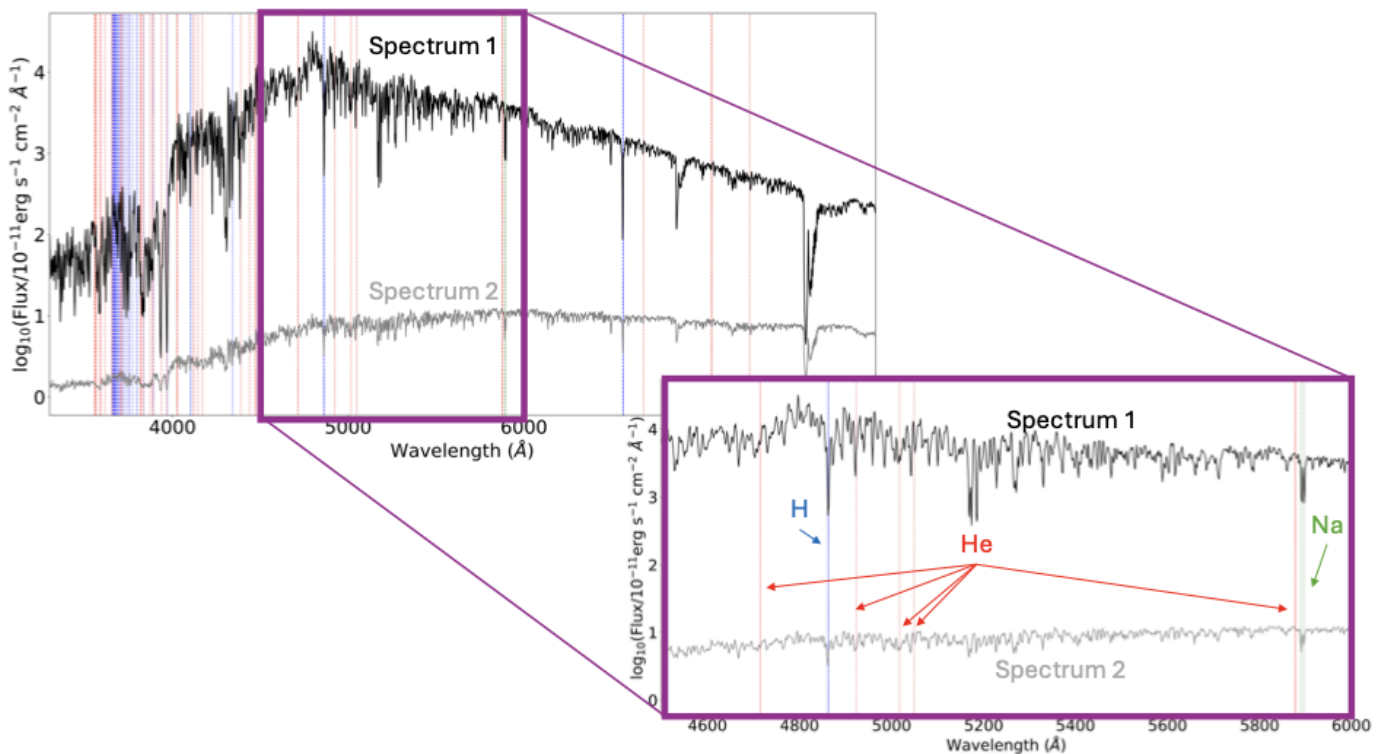 Spectrum 1
log₁₀(Flux/10⁻¹¹erg s⁻¹ cm⁻² Å⁻¹)
4
3
2
1
0
Spectrum 2
4000
5000
6000
Wavelength (Å)
Spectrum 1
log₁₀(Flux/10⁻¹¹erg s⁻¹ cm⁻² Å⁻¹)
4
3
2
1
0
H
He
Na
Spectrum 2
4600
4800
5000
5200
5400
5600
5800
6000
Wavelength (Å)